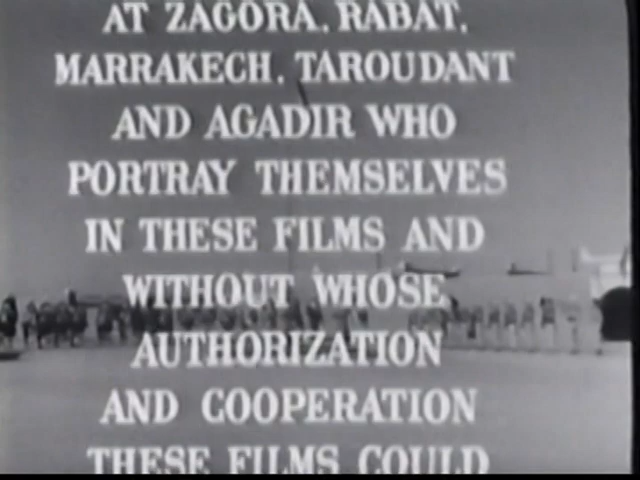 AT ZAGORA, RABAT,
MARRAKECH, TAROUDANT
AND AGADIR WHO
PORTRAY THEMSELVES
IN THESE FILMS AND
WITHOUT WHOSE
AUTHORIZATION
AND COOPERATION
THESE FILMS COULD